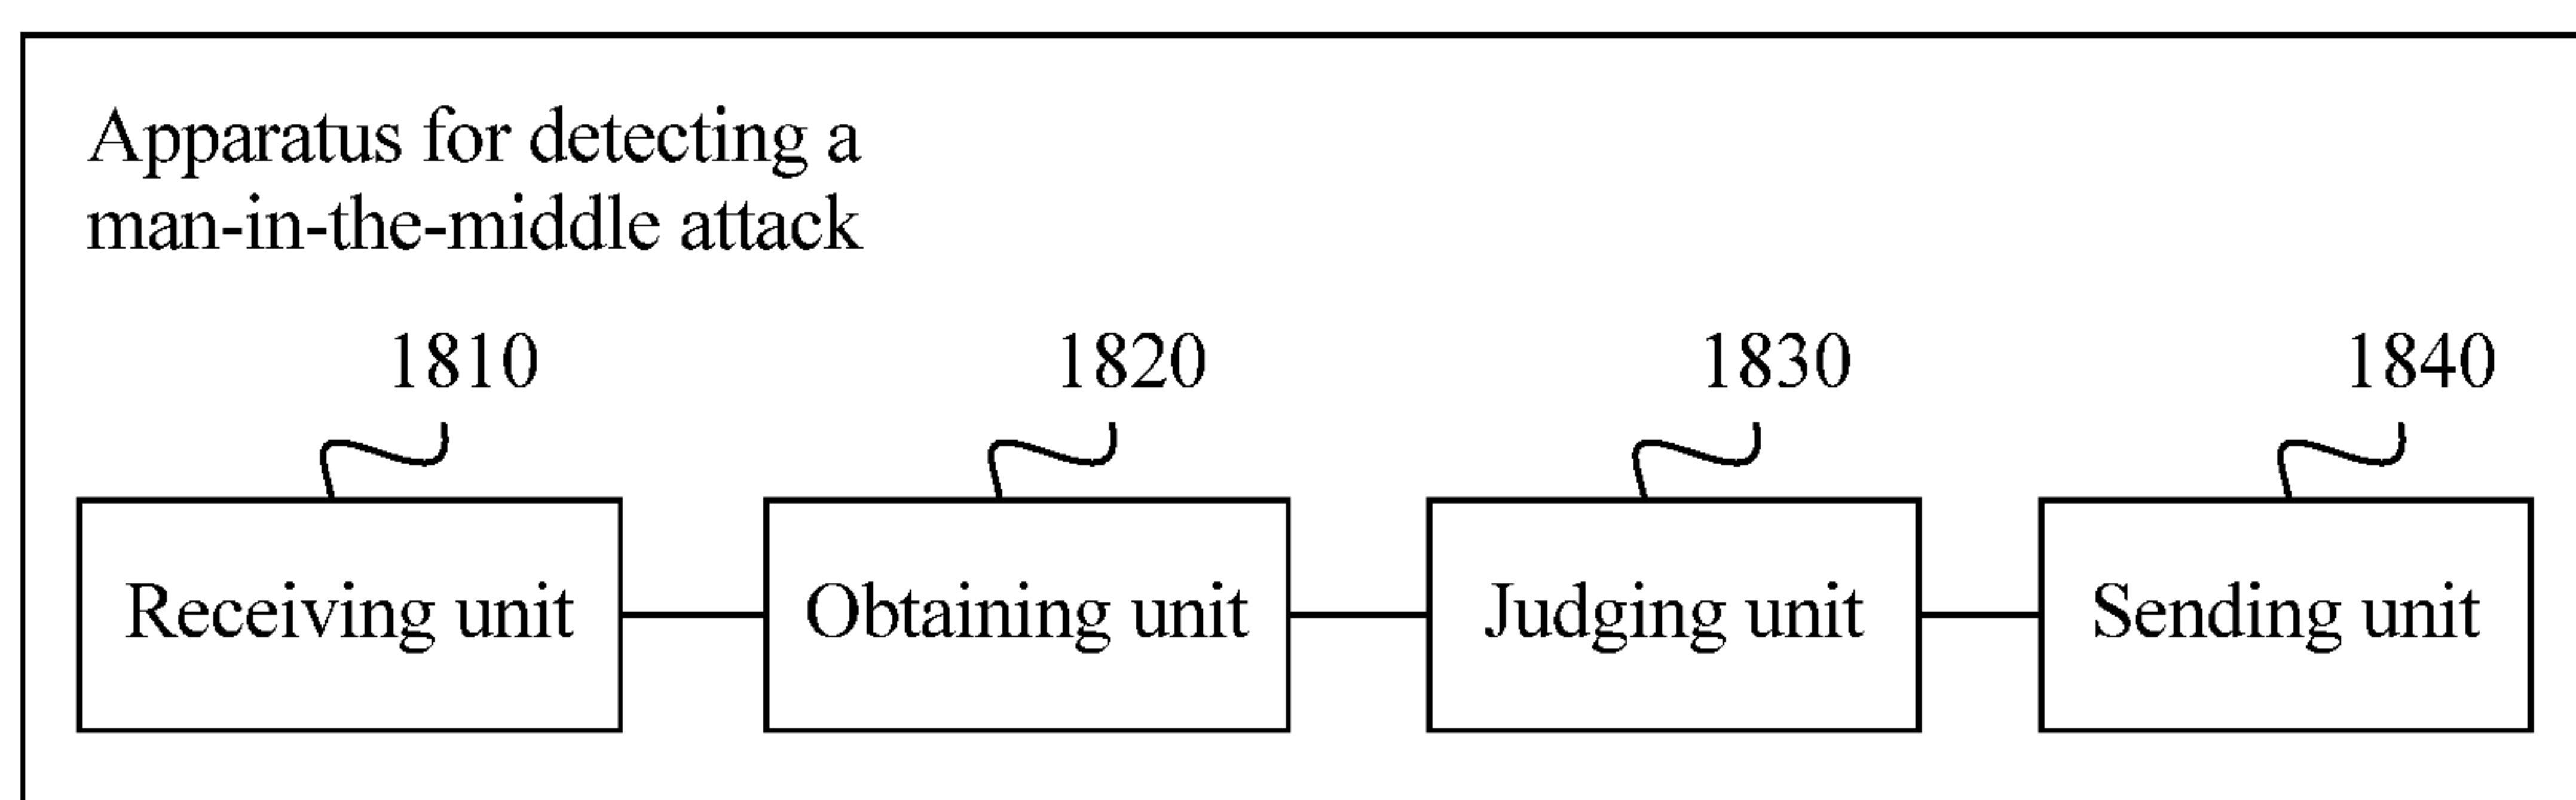 Apparatus for detecting a
man-in-the-middle attack
1810
1820
1830
1840
Receiving unit
Obtaining unit
Judging unit
Sending unit